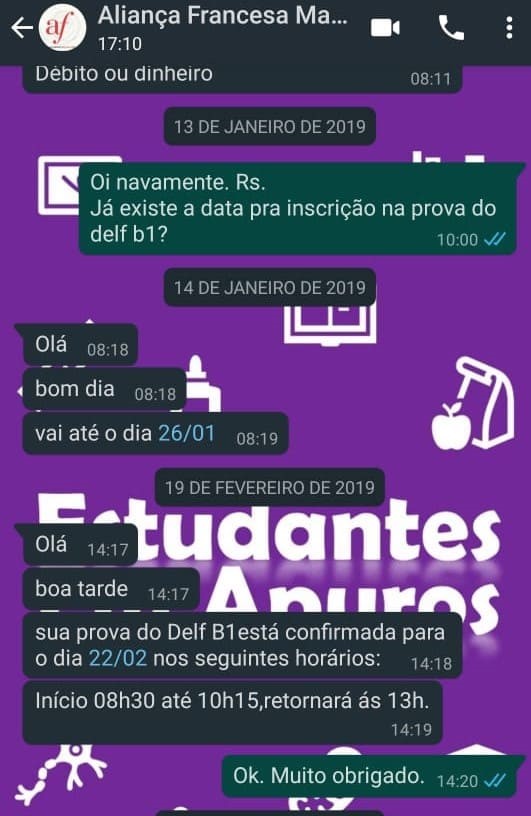 Aliança Francesa Ma...
17:10
af
Débito ou dinheiro
08:11
13 DE JANEIRO DE 2019
Oi navamente. Rs.
Já existe a data pra inscrição na prova do
delf b1?
10:00
14 DE JANEIRO DE 2019
Olá 08:18
bom dia 08:18
vai até o dia 26/01 08:19
19 DE FEVEREIRO DE 2019
Estudantes
Olá 14:17
boa tarde 14:17
Em Apuros
sua prova do Delf B1está confirmada para
o dia 22/02 nos seguintes horários: 14:18
Início 08h30 até 10h15,retornará ás 13h.
14:19
Ok. Muito obrigado. 14:20